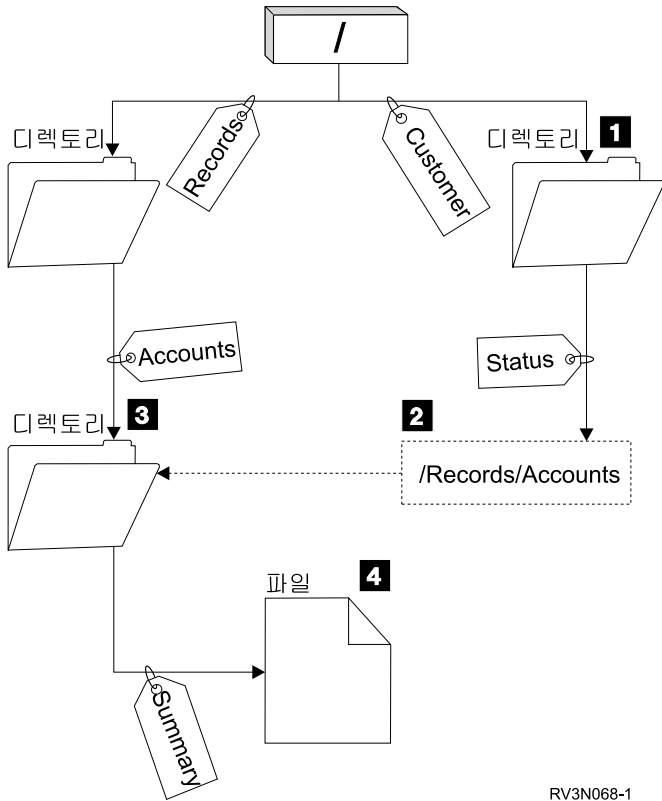 /
Records
Customer
디렉토리
디렉토리
1
Accounts
Status
디렉토리
3
2
/Records/Accounts
파일
4
Summary
RV3N068-1